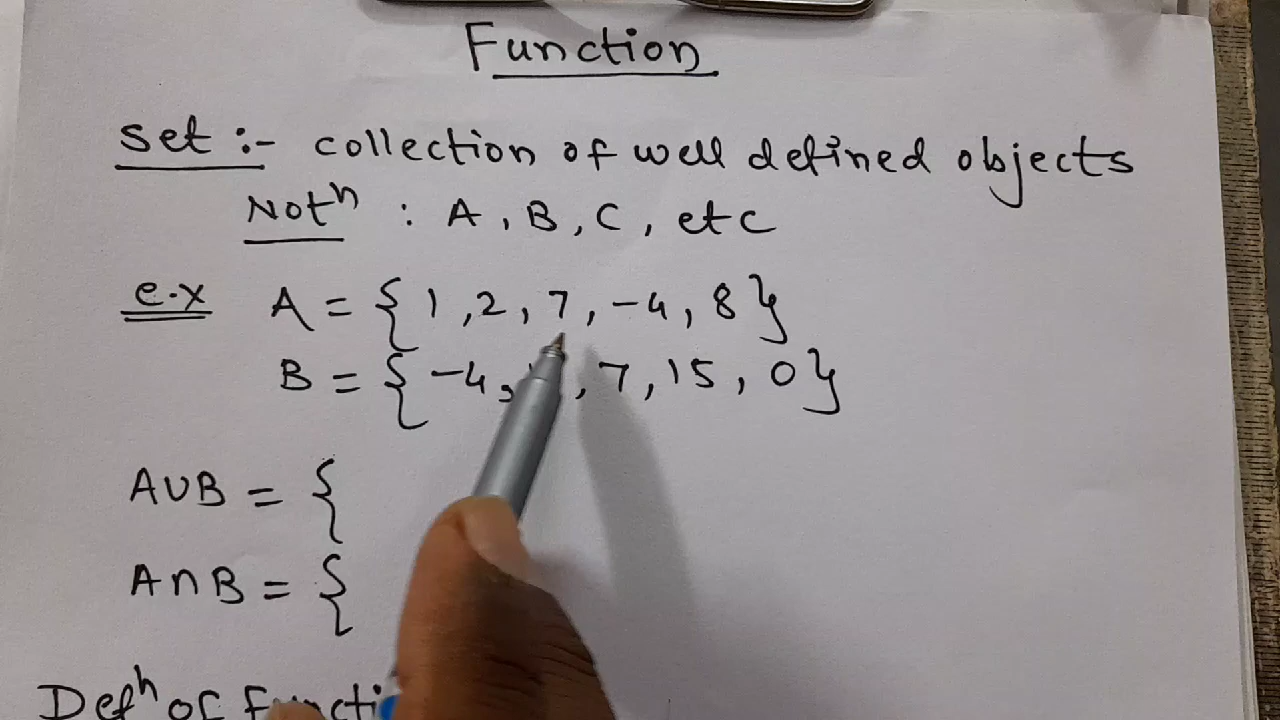 Function
Set :- collection of well defined objects
Notⁿ : A, B, C, etc
e.x A = {1, 2, 7, -4, 8}
B = {-4, , 7, 15, 0}
A∪B = {
A∩B = {
Defⁿ of Functi